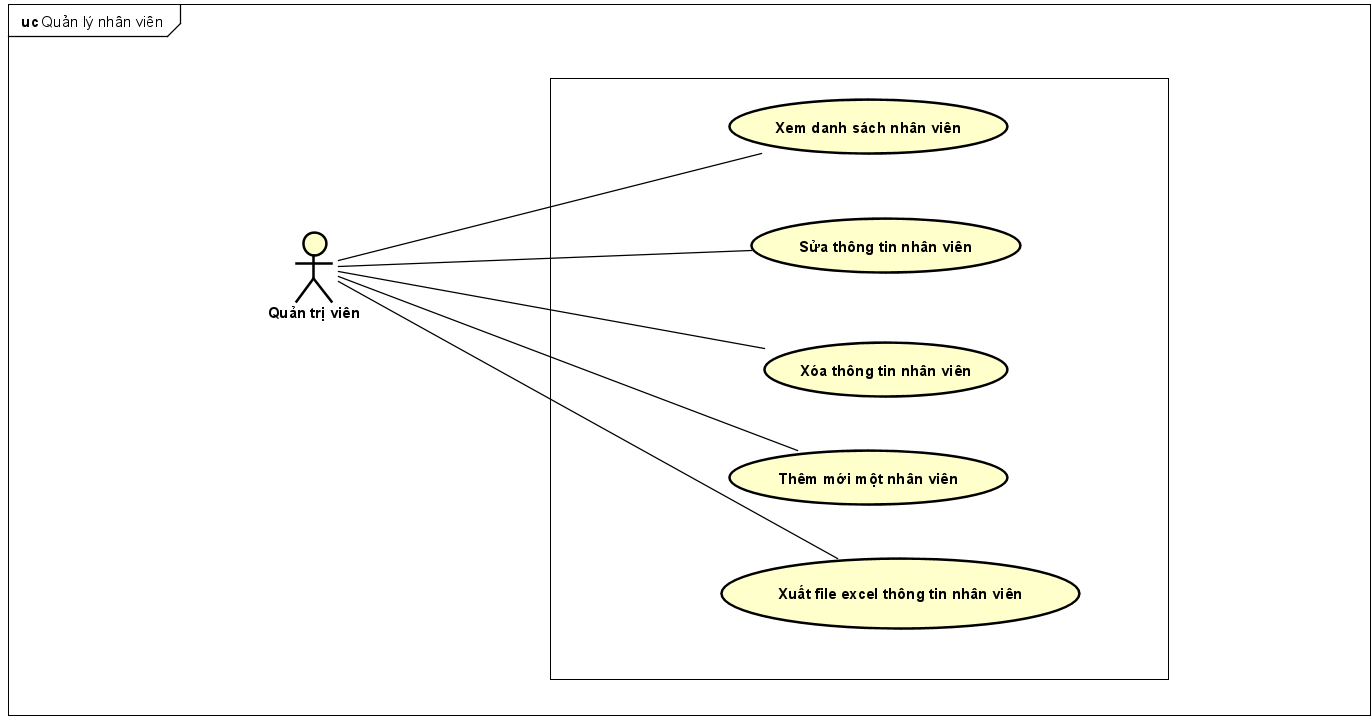 uc Quản lý nhân viên
Xem danh sách nhân viên
Sửa thông tin nhân viên
Quản trị viên
Xóa thông tin nhân viên
Thêm mới một nhân viên
Xuất file excel thông tin nhân viên